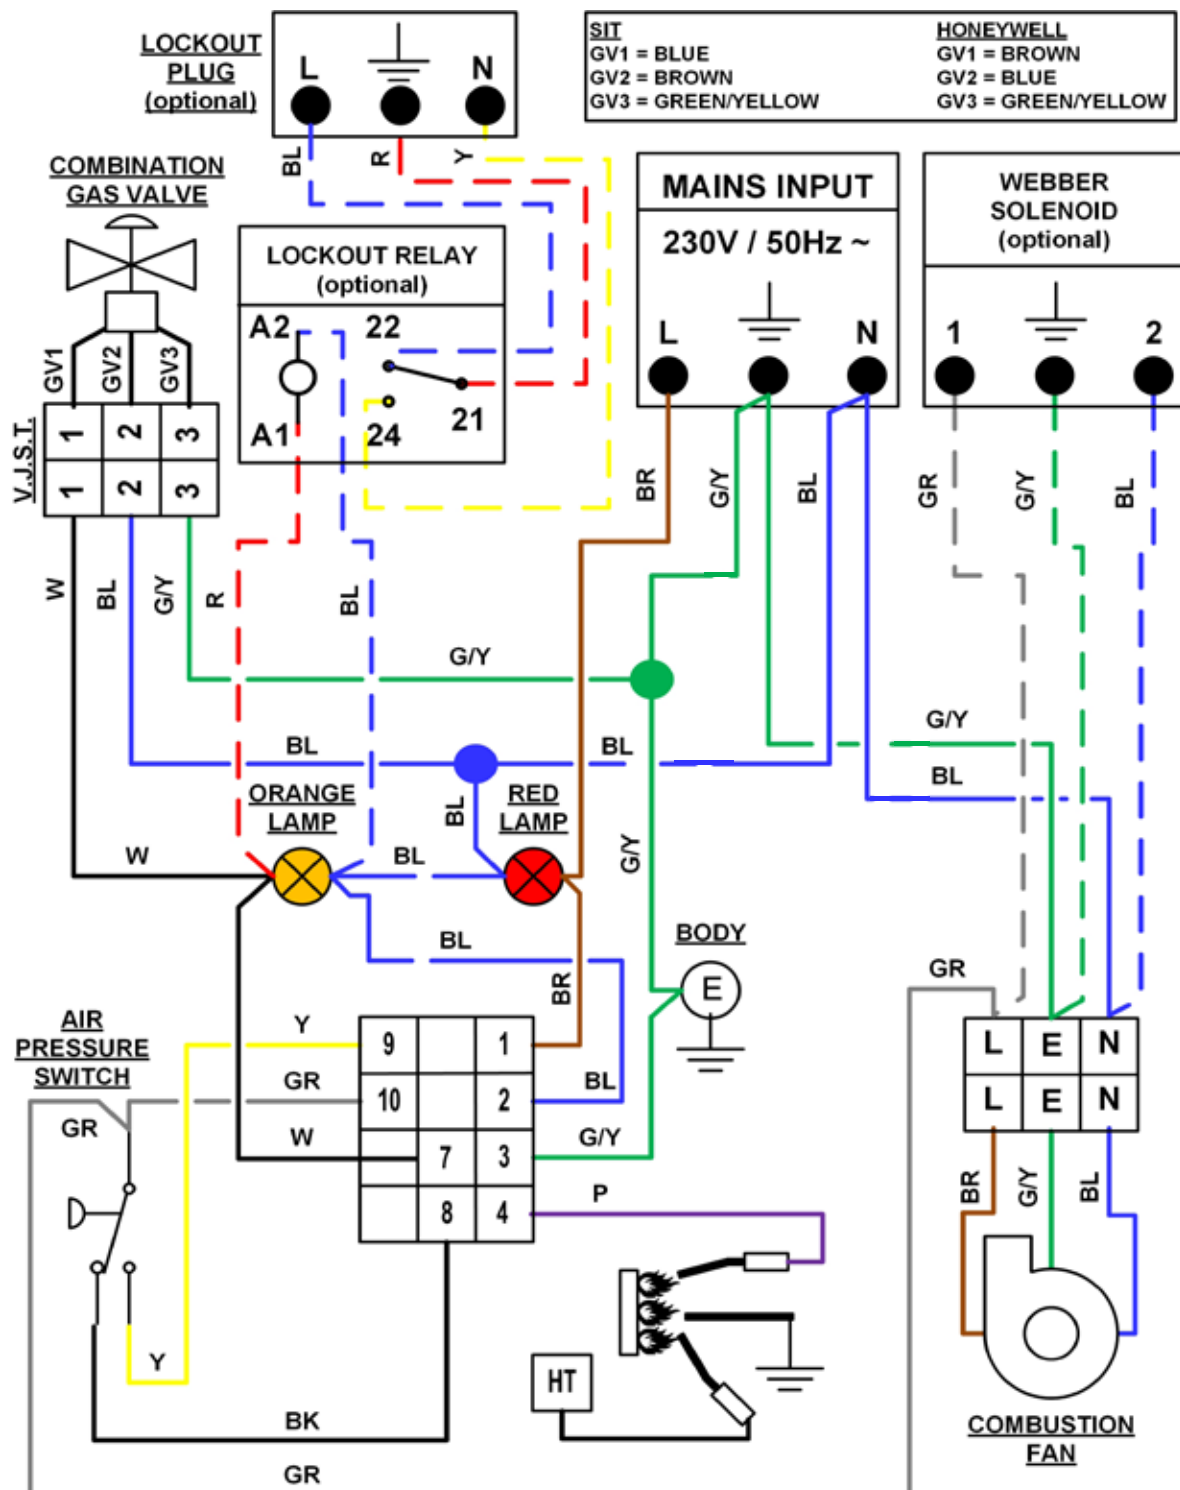 LOCKOUT
PLUG
(optional)
L
N
BL
R
Y
SIT
GV1 = BLUE
GV2 = BROWN
GV3 = GREEN/YELLOW
HONEYWELL
GV1 = BROWN
GV2 = BLUE
GV3 = GREEN/YELLOW
COMBINATION
GAS VALVE
GV1
GV2
GV3
V.J.S.T.
1
2
3
1
2
3
LOCKOUT RELAY
(optional)
A2
22
A1
24
21
MAINS INPUT
230V / 50Hz ~
L
N
WEBBER
SOLENOID
(optional)
1
2
BR
G/Y
BL
GR
G/Y
BL
W
BL
G/Y
R
BL
G/Y
G/Y
BL
BL
BL
ORANGE
LAMP
BL
RED
LAMP
W
BL
G/Y
BL
BR
BODY
E
GR
AIR
PRESSURE
SWITCH
Y
GR
GR
W
9
1
10
2
7
3
8
4
BL
G/Y
P
L
E
N
L
E
N
BR
G/Y
BL
Y
BK
GR
HT
COMBUSTION
FAN